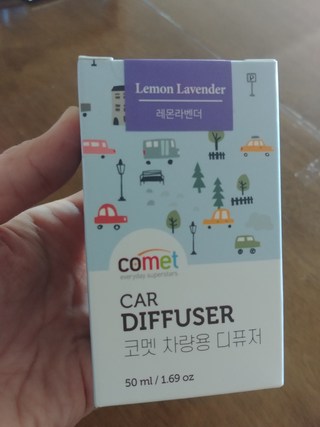 Lemon Lavender
레몬라벤더
comet
everyday superstars
CAR
DIFFUSER
코멧 차량용 디퓨저
50 ml / 1.69 oz